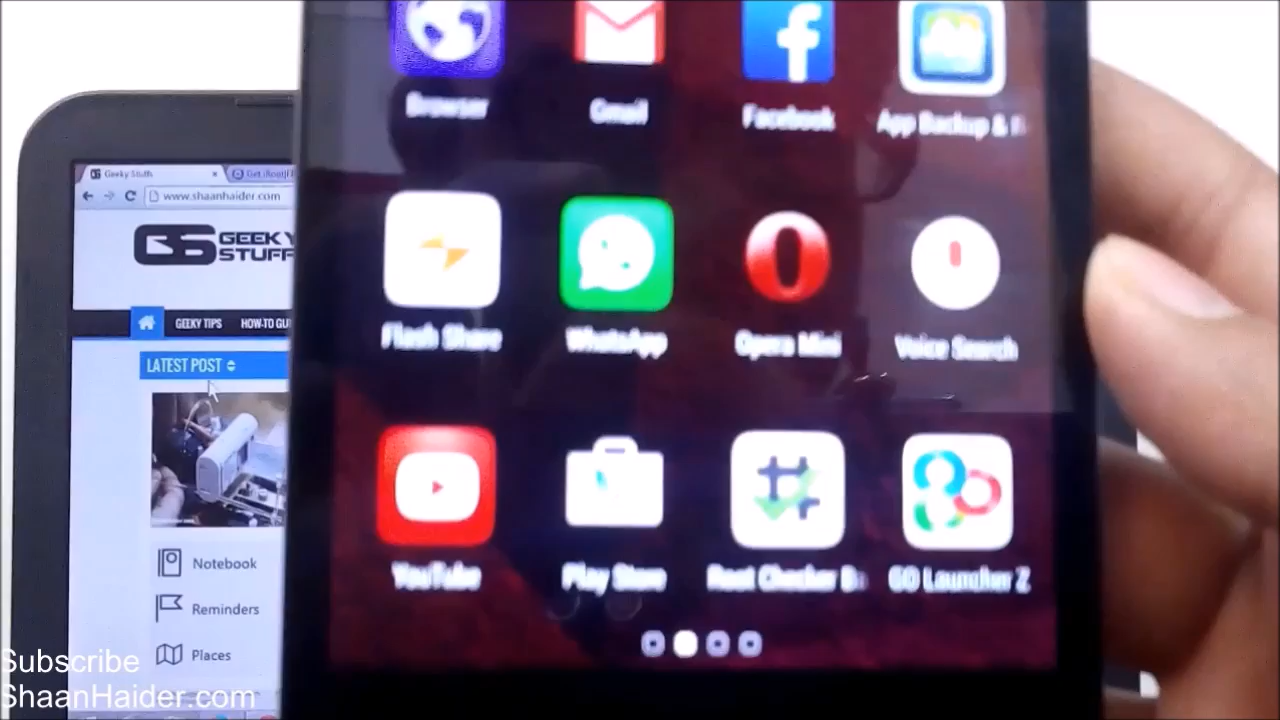 Browser
Gmail
Facebook
App Backup &
Geeky Stuff
www.shaanhaider.com
GS GEEKY
STUFF
Flash Share
WhatsApp
Opera Mini
Voice Search
GEEKY TIPS
HOW-TO GU
LATEST POST
YouTube
Play Store
Root Checker Ba
GO Launcher Z
Notebook
Reminders
Places
Subscribe
ShaanHaider.com